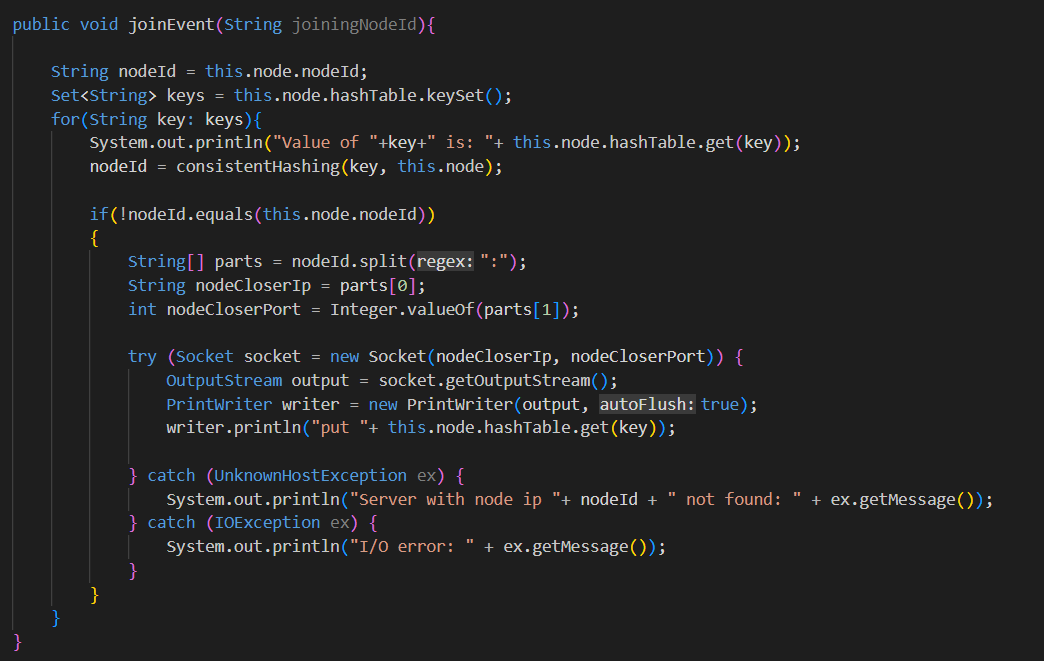 public void joinEvent(String joiningNodeId){
String nodeId = this.node.nodeId;
Set<String> keys = this.node.hashTable.keySet();
for(String key: keys){
System.out.println("Value of "+key+" is: "+ this.node.hashTable.get(key));
nodeId = consistentHashing(key, this.node);
if(!nodeId.equals(this.node.nodeId))
{
String[] parts = nodeId.split(regex: ":");
String nodeCloserIp = parts[0];
int nodeCloserPort = Integer.valueOf(parts[1]);
try (Socket socket = new Socket(nodeCloserIp, nodeCloserPort)) {
OutputStream output = socket.getOutputStream();
PrintWriter writer = new PrintWriter(output, autoFlush: true);
writer.println("put "+ this.node.hashTable.get(key));
} catch (UnknownHostException ex) {
System.out.println("Server with node ip "+ nodeId + " not found: " + ex.getMessage());
} catch (IOException ex) {
System.out.println("I/O error: " + ex.getMessage());
}
}
}
}